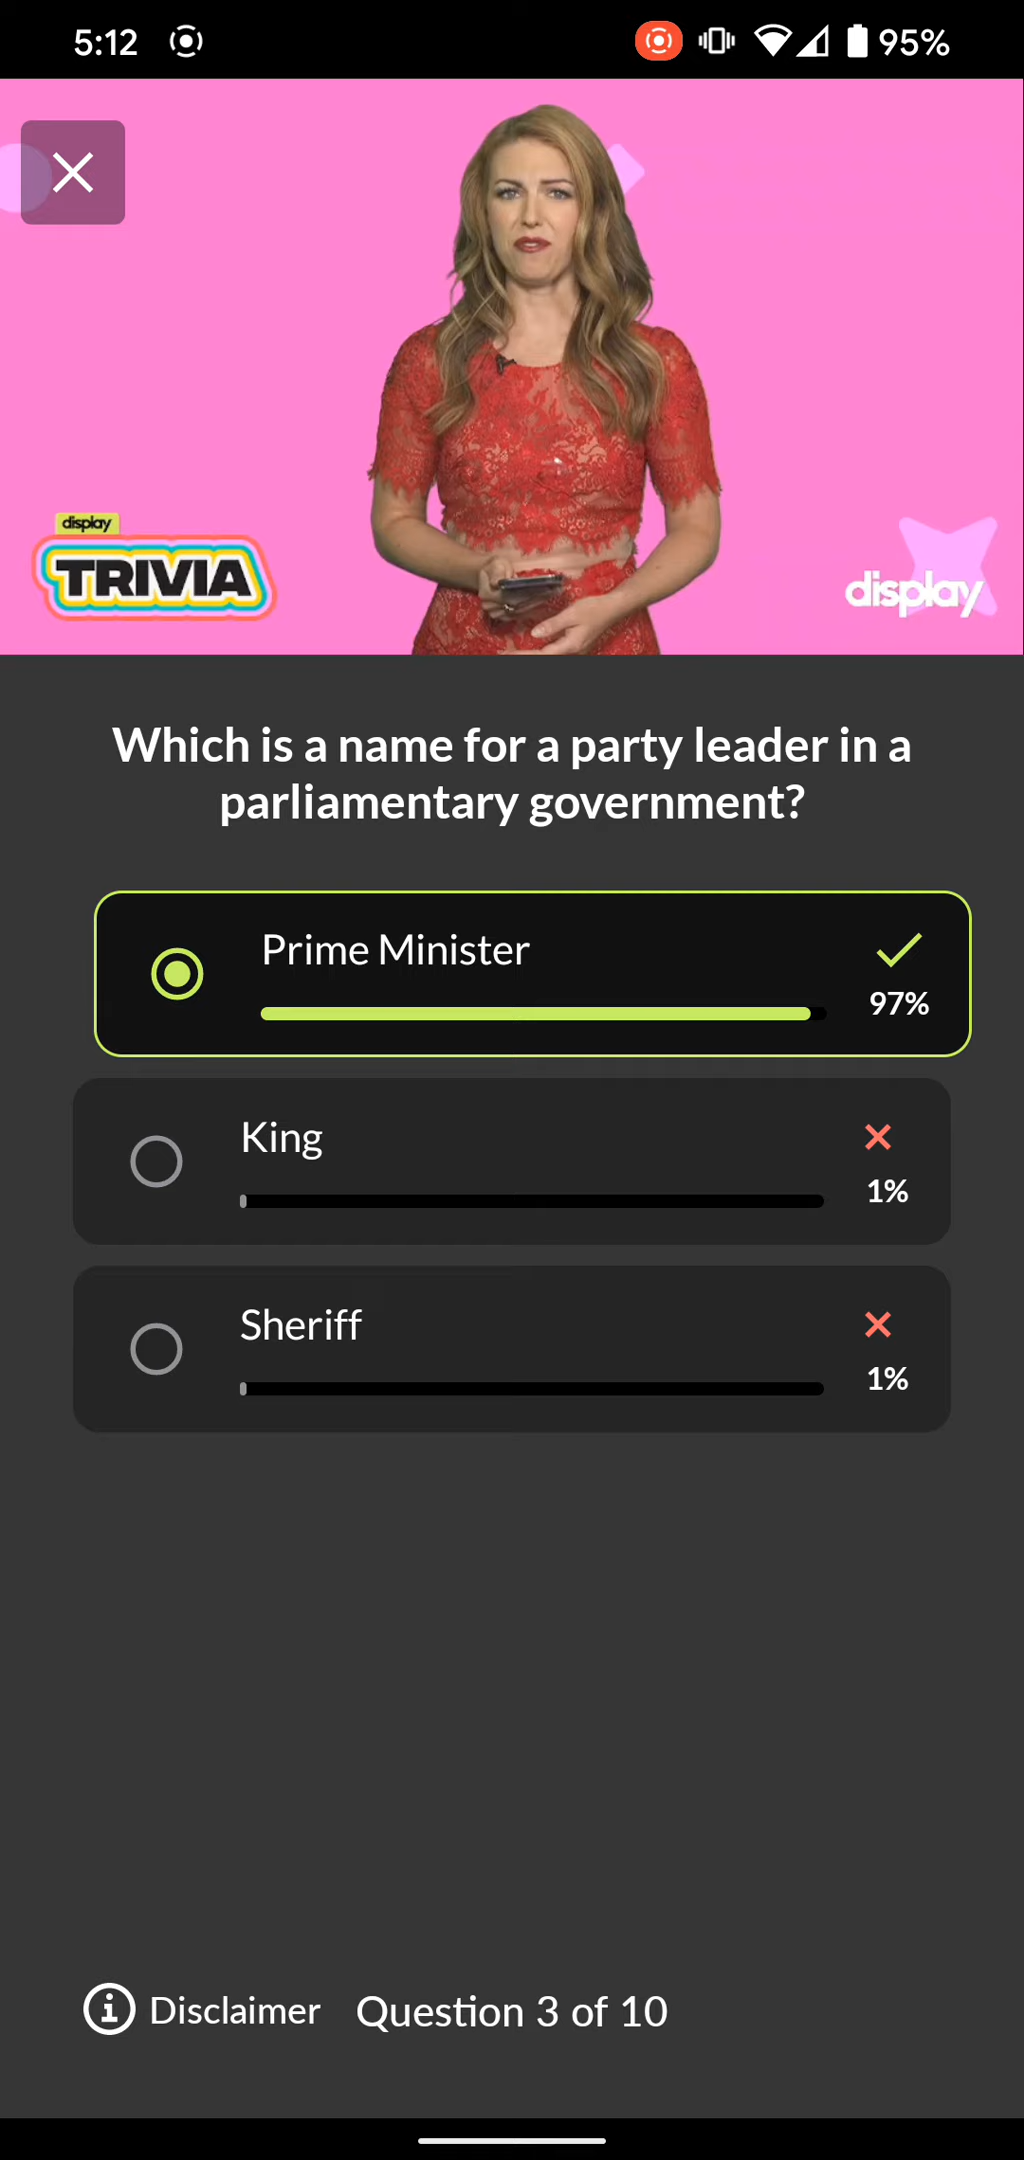 5:12
95%
display
TRIVIA
display
Which is a name for a party leader in a
parliamentary government?
Prime Minister
97%
King
1%
Sheriff
1%
Disclaimer Question 3 of 10